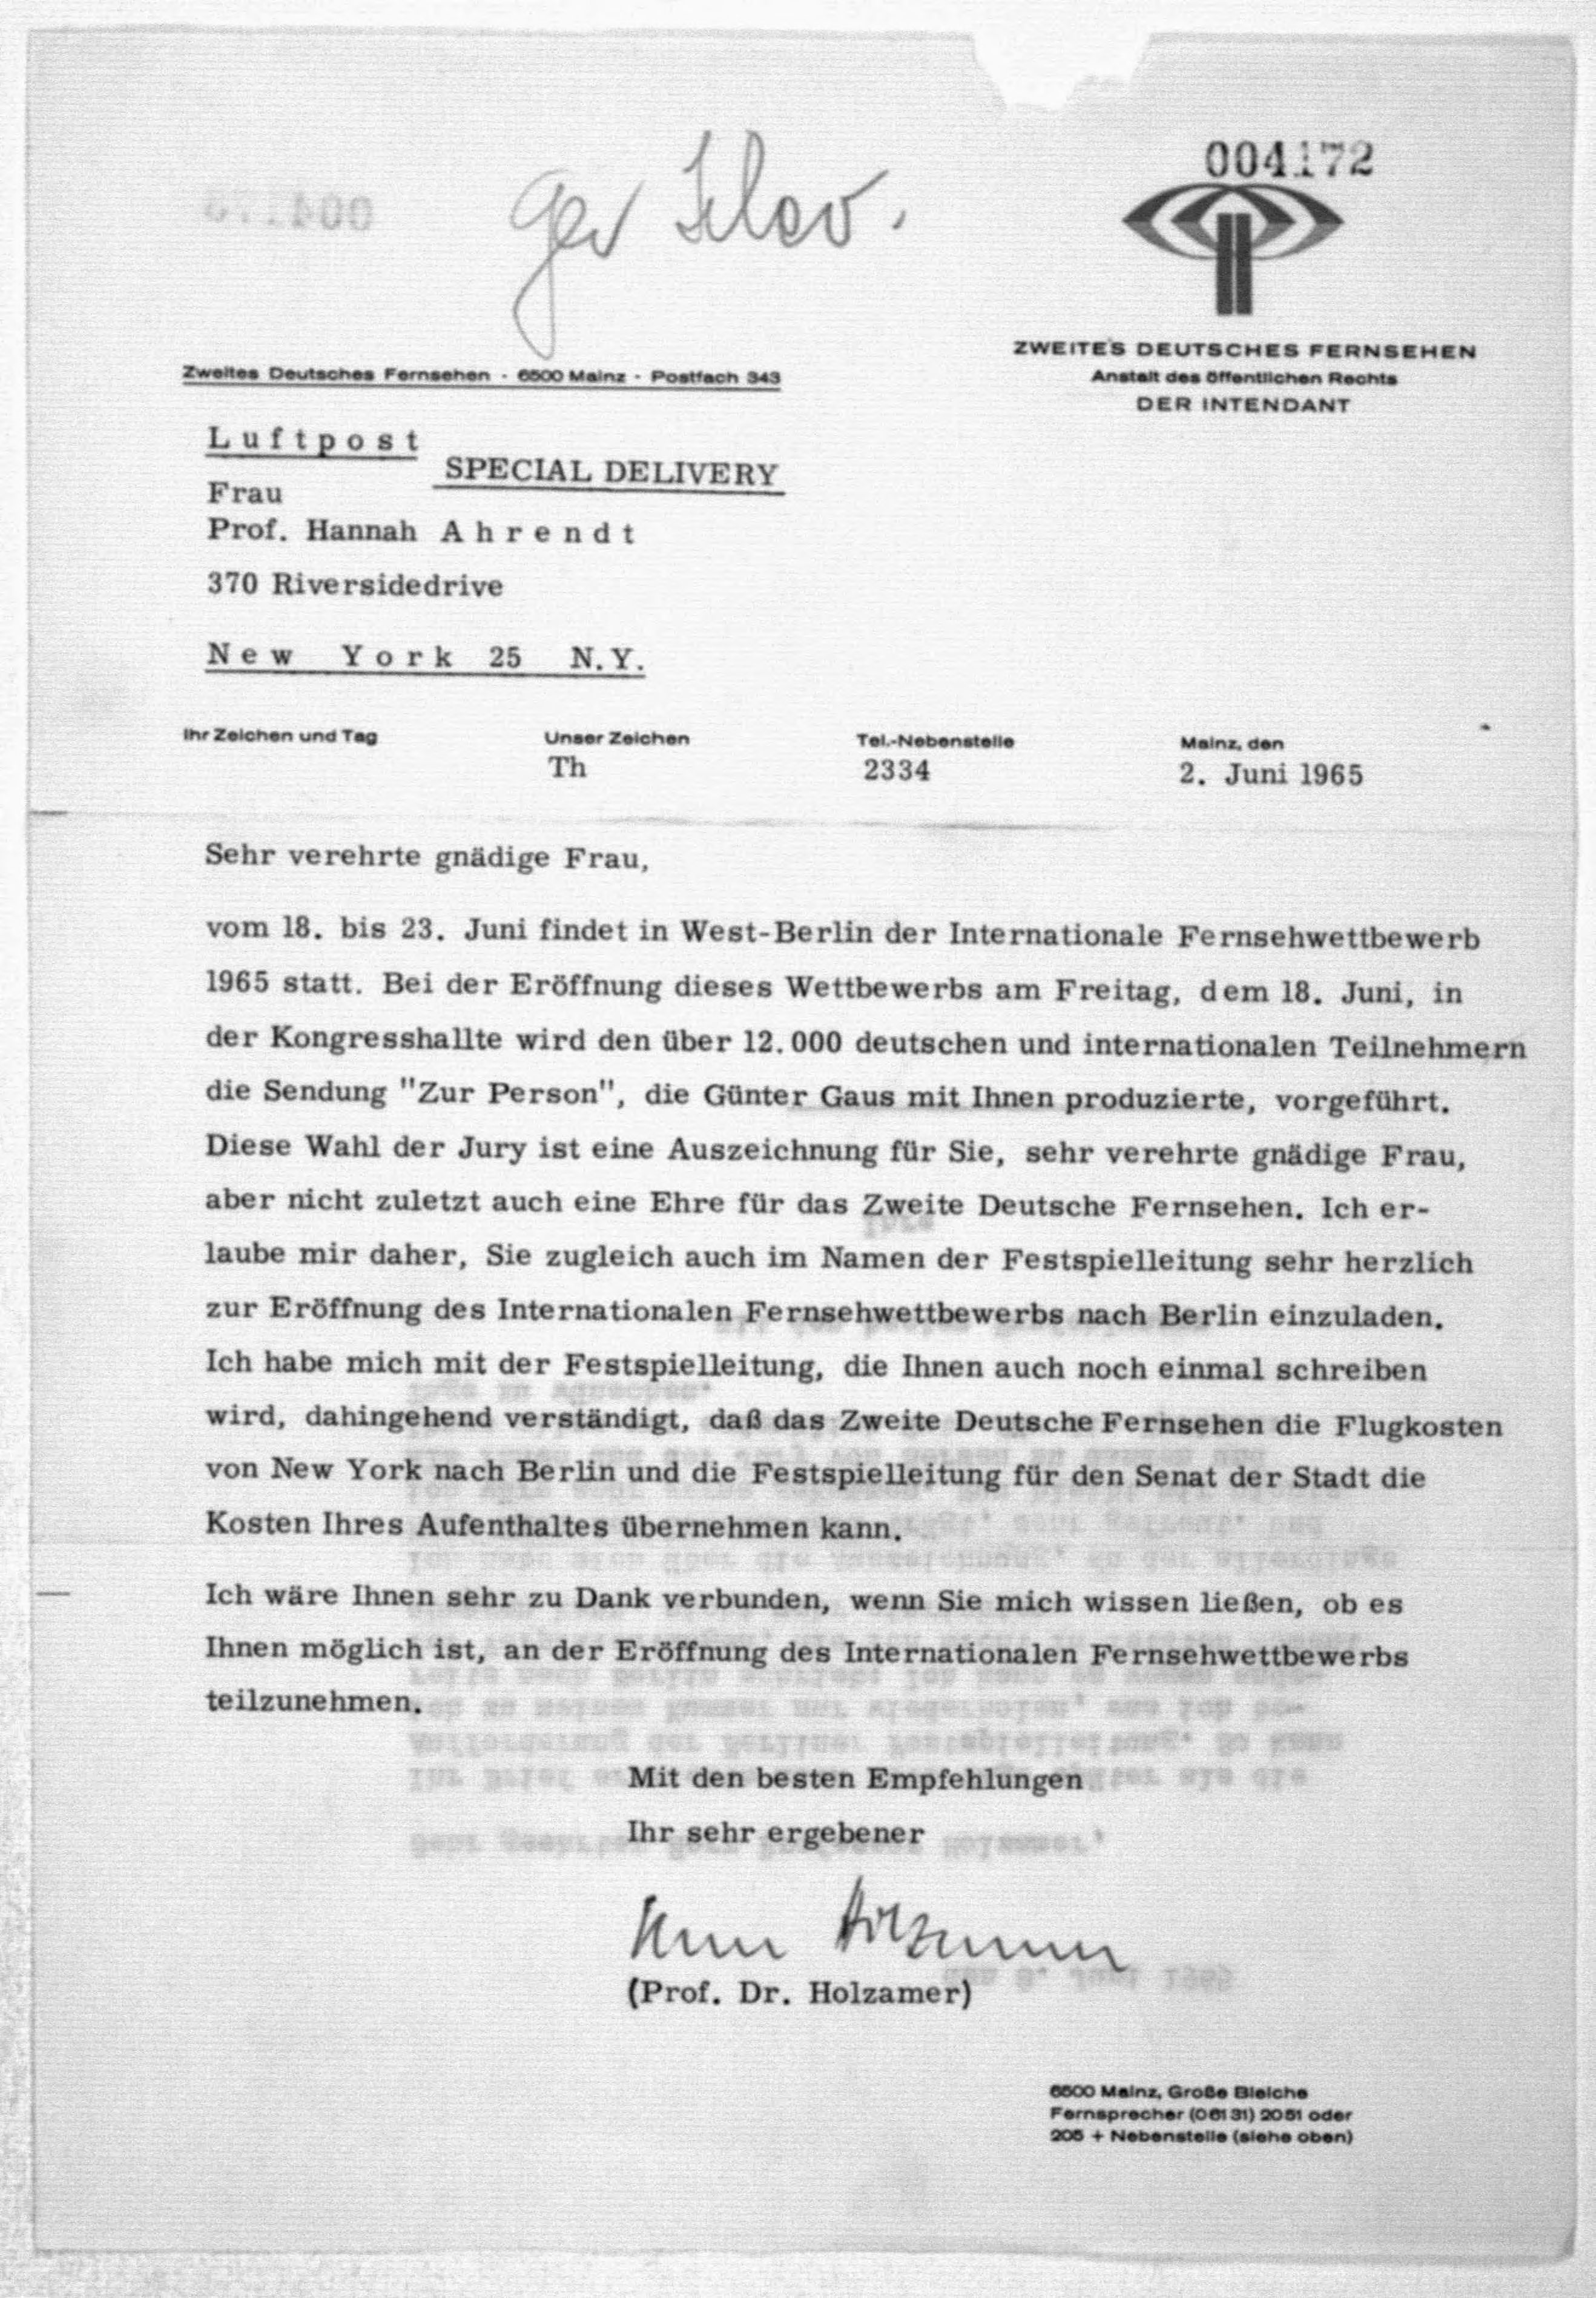 004172
ZWEITES DEUTSCHES FERNSEHEN
Anstalt des öffentlichen Rechts
DER INTENDANT
Zweites Deutsches Fernsehen - 6500 Mainz - Postfach 343
Luftpost
SPECIAL DELIVERY
Frau
Prof. Hannah Ahrendt
370 Riversidedrive
New York 25 N.Y.
Ihr Zeichen und Tag
Unser Zeichen
Tel.-Nebenstelle
Mainz, den
Th
2334
2. Juni 1965
Sehr verehrte gnädige Frau,
vom 18. bis 23. Juni findet in West-Berlin der Internationale Fernsehwettbewerb
1965 statt. Bei der Eröffnung dieses Wettbewerbs am Freitag, dem 18. Juni, in
der Kongresshallte wird den über 12.000 deutschen und internationalen Teilnehmern
die Sendung "Zur Person", die Günter Gaus mit Ihnen produzierte, vorgeführt.
Diese Wahl der Jury ist eine Auszeichnung für Sie, sehr verehrte gnädige Frau,
aber nicht zuletzt auch eine Ehre für das Zweite Deutsche Fernsehen. Ich er-
laube mir daher, Sie zugleich auch im Namen der Festspielleitung sehr herzlich
zur Eröffnung des Internationalen Fernsehwettbewerbs nach Berlin einzuladen.
Ich habe mich mit der Festspielleitung, die Ihnen auch noch einmal schreiben
wird, dahingehend verständigt, daß das Zweite Deutsche Fernsehen die Flugkosten
von New York nach Berlin und die Festspielleitung für den Senat der Stadt die
Kosten Ihres Aufenthaltes übernehmen kann.
Ich wäre Ihnen sehr zu Dank verbunden, wenn Sie mich wissen ließen, ob es
Ihnen möglich ist, an der Eröffnung des Internationalen Fernsehwettbewerbs
teilzunehmen.
Mit den besten Empfehlungen
Ihr sehr ergebener
(Prof. Dr. Holzamer)
6500 Mainz, Große Bleiche
Fernsprecher (06131) 2051 oder
205 + Nebenstelle (siehe oben)